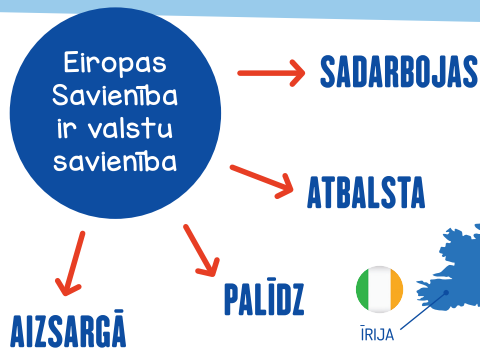 Eiropas
Savienība
ir valstu
savienība
SADARBOJAS
ATBALSTA
PALĪDZ
AIZSARGĀ
ĪRIJA